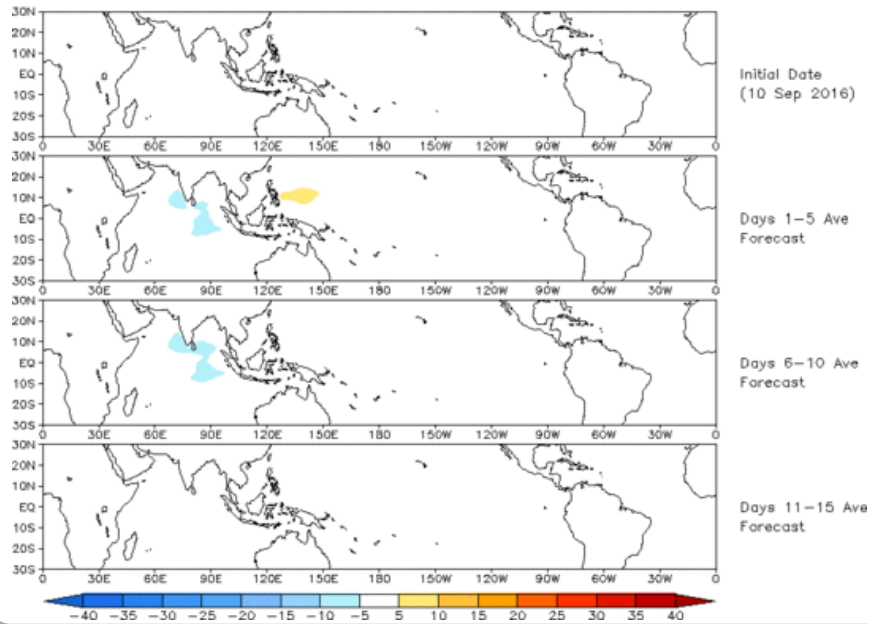 30N
20N
10N
EQ
10S
20S
30S
0 30E 60E 90E 120E 150E 180 150W 120W 90W 60W 30W 0
Initial Date
(10 Sep 2016)
30N
20N
10N
EQ
10S
20S
30S
0 30E 60E 90E 120E 150E 180 150W 120W 90W 60W 30W 0
Days 1-5 Ave
Forecast
30N
20N
10N
EQ
10S
20S
30S
0 30E 60E 90E 120E 150E 180 150W 120W 90W 60W 30W 0
Days 6-10 Ave
Forecast
30N
20N
10N
EQ
10S
20S
30S
0 30E 60E 90E 120E 150E 180 150W 120W 90W 60W 30W 0
Days 11-15 Ave
Forecast
-40 -30 -25 -20 -15 -10 -5 5 10 15 20 25 30 35 40